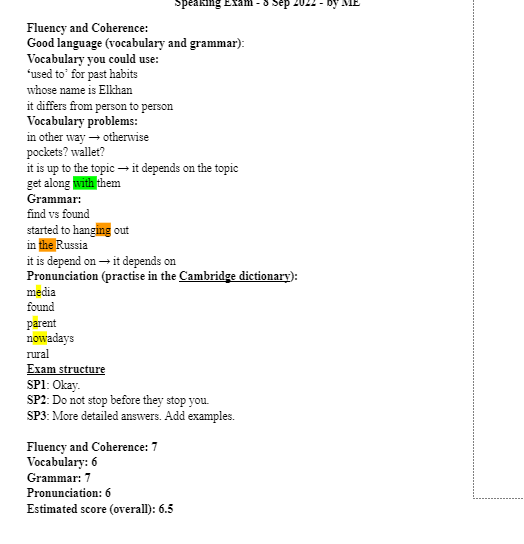 Speaking Exam - 8 Sep 2022 - by ME
Fluency and Coherence:
Good language (vocabulary and grammar):
Vocabulary you could use:
‘used to’ for past habits
whose name is Elkhan
it differs from person to person
Vocabulary problems:
in other way → otherwise
pockets? wallet?
it is up to the topic → it depends on the topic
get along with them
Grammar:
find vs found
started to hanging out
in the Russia
it is depend on → it depends on
Pronunciation (practise in the Cambridge dictionary):
media
found
parent
nowadays
rural
Exam structure
SP1: Okay.
SP2: Do not stop before they stop you.
SP3: More detailed answers. Add examples.
Fluency and Coherence: 7
Vocabulary: 6
Grammar: 7
Pronunciation: 6
Estimated score (overall): 6.5